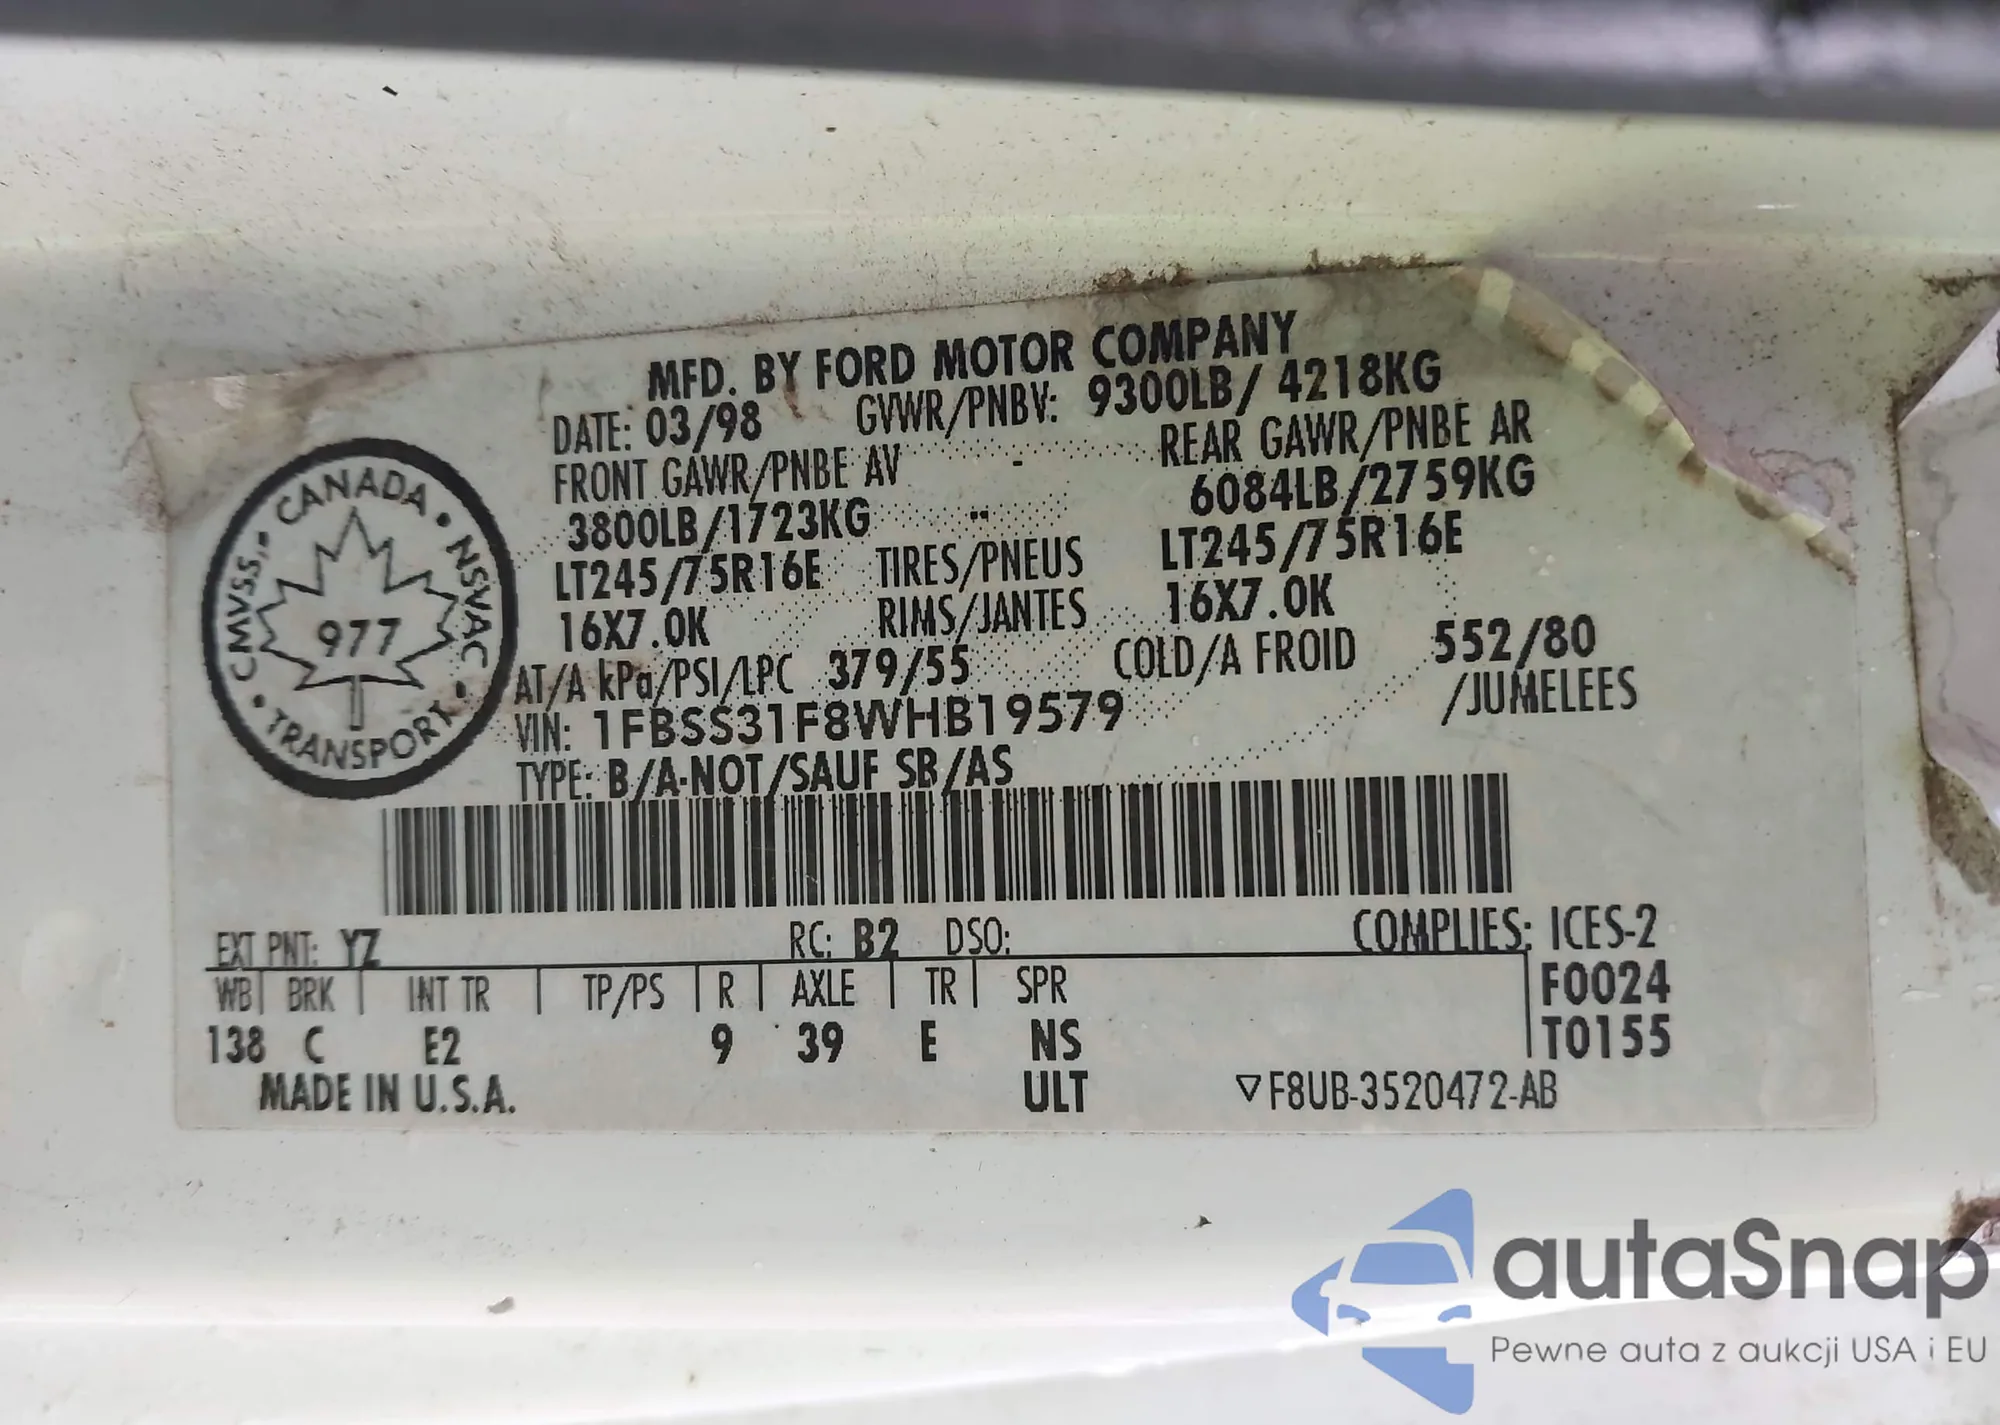 MFD. BY FORD MOTOR COMPANY
DATE: 03/98 GVWR/PNBV: 9300LB/ 4218KG
FRONT GAWR/PNBE AV REAR GAWR/PNBE AR
3800LB/1723KG 6084LB/2759KG
LT245/75R16E TIRES/PNEUS LT245/75R16E
16X7.0K RIMS/JANTES 16X7.0K
AT/A kPa/PSI/LPC 379/55 COLD/A FROID 552/80
VIN: 1FBSS31F8WHB19579 /JUMELEES
TYPE: B/A-NOT/SAUF SB/AS
CANADA • NSVAC • TRANSPORT • CMVSS. •
977
EXT PNT: YZ RC: B2 DSO: COMPLIES: ICES-2
WB BRK INT TR TP/PS R AXLE TR SPR F0024
138 C E2 9 39 E NS T0155
MADE IN U.S.A. ULT ▽F8UB-3520472-AB
autoSnap
Pewne auta z aukcji USA i EU